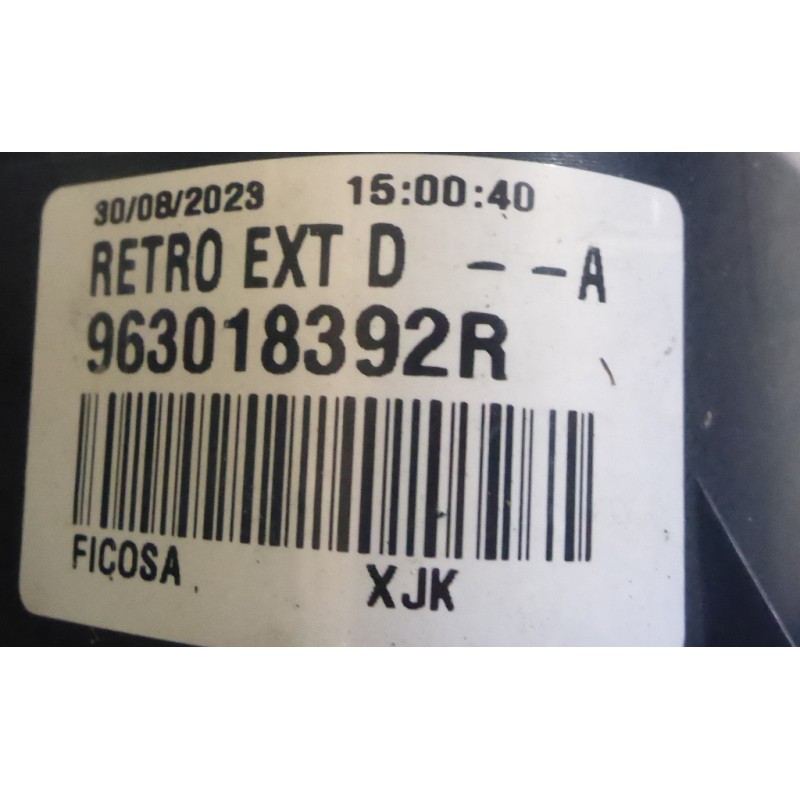 30/08/2023 15:00:40
RETRO EXT D - - A
963018392R
FICOSA XJK